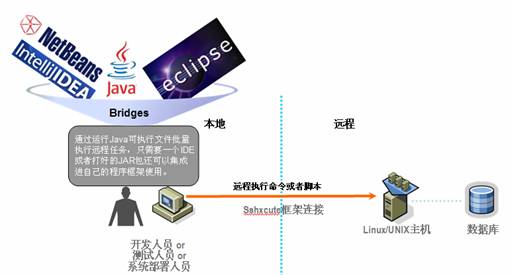 NetBeans
IntelliJIDEA
Java
eclipse
Bridges
本地
远程
通过运行Java可执行文件批量
执行远程任务，只需要一个IDE
或者打好的JAR包还可以集成
进自己的程序框架使用。
远程执行命令或者脚本
Sshxcute框架连接
Linux/UNIX主机
数据库
开发人员 or
测试人员 or
系统部署人员